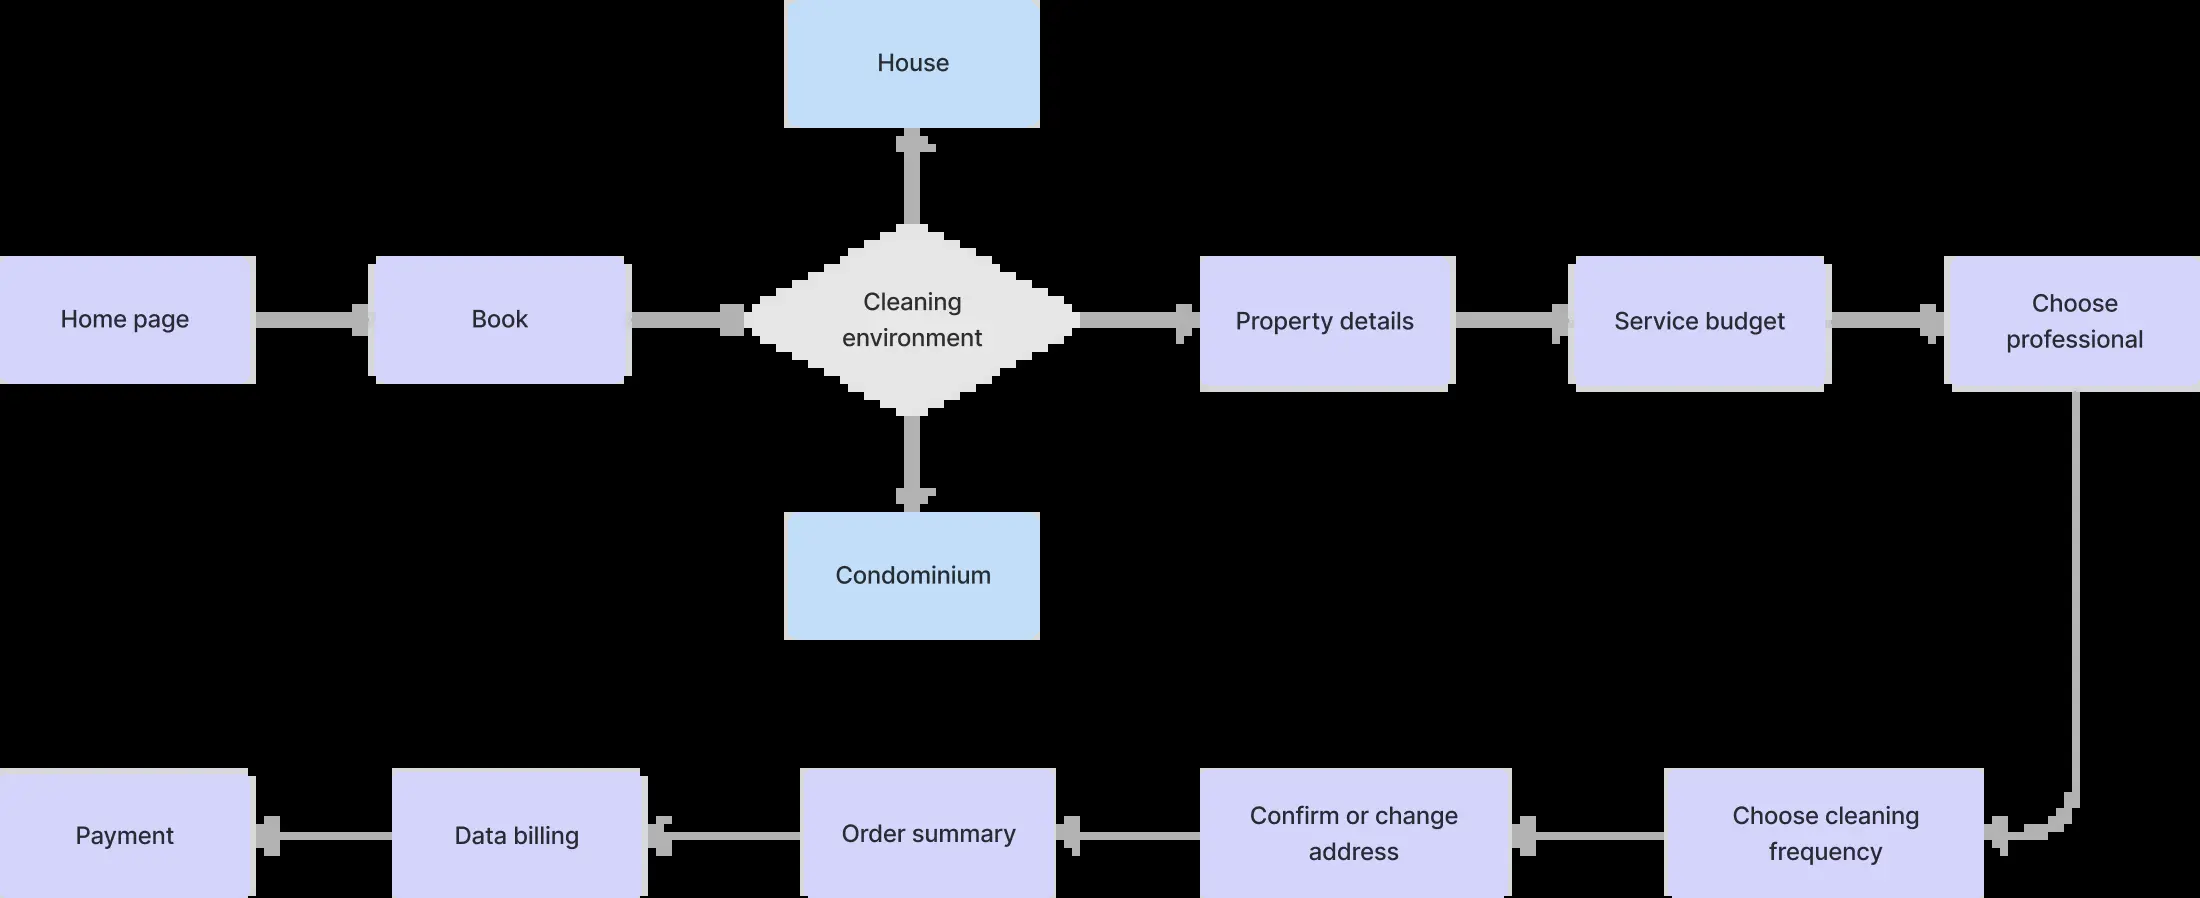 House
Home page
Book
Cleaning
environment
Property details
Service budget
Choose
professional
Condominium
Payment
Data billing
Order summary
Confirm or change
address
Choose cleaning
frequency